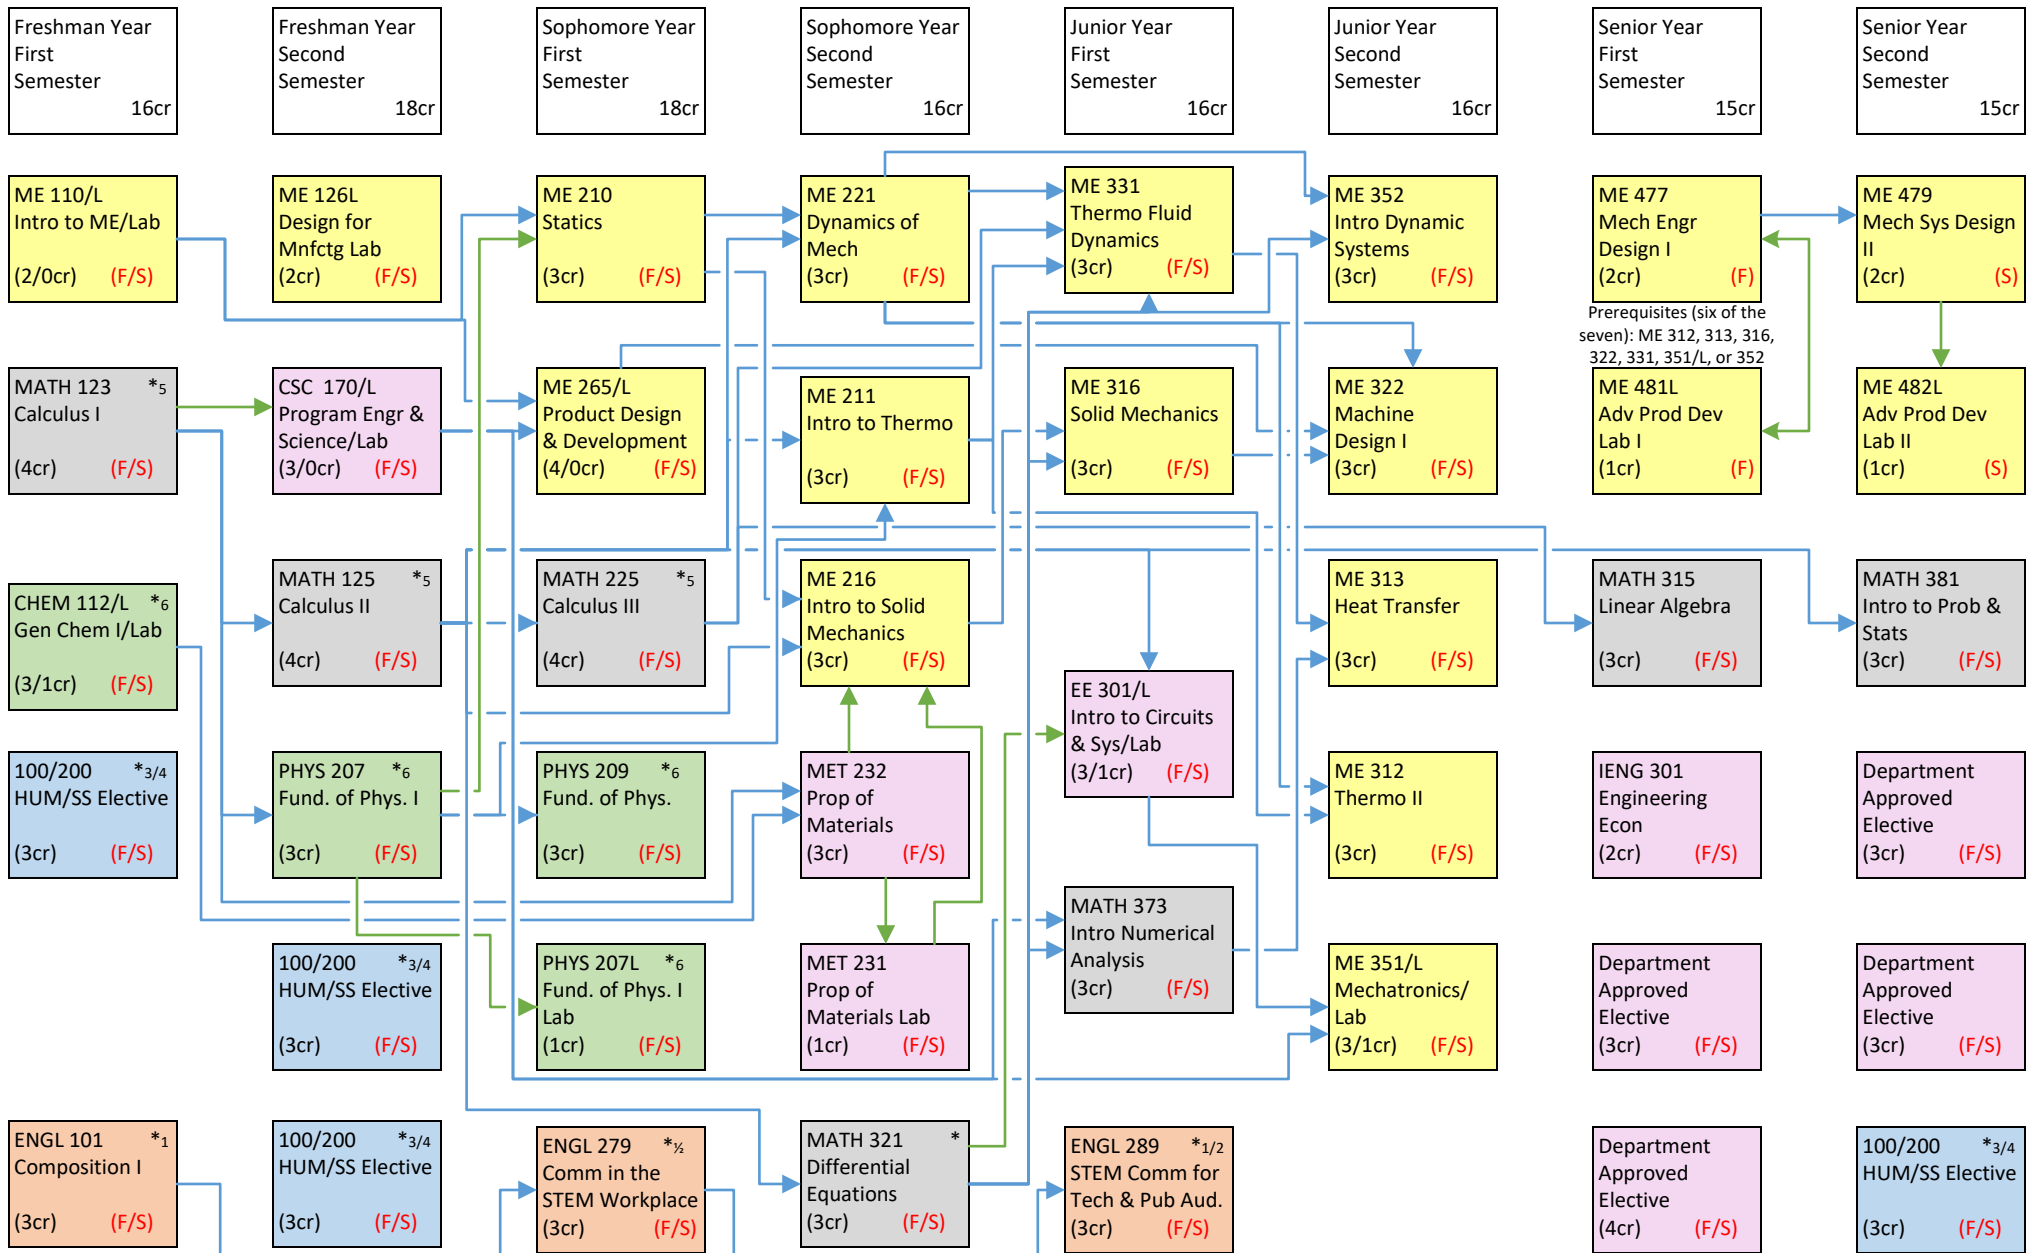 Freshman Year
First
Semester
16cr
Freshman Year
Second
Semester
18cr
Sophomore Year
First
Semester
18cr
Sophomore Year
Second
Semester
16cr
Junior Year
First
Semester
16cr
Junior Year
Second
Semester
16cr
Senior Year
First
Semester
15cr
Senior Year
Second
Semester
15cr
ME 110/L
Intro to ME/Lab
(2/0cr) (F/S)
ME 126L
Design for
Mnfctg Lab
(2cr) (F/S)
ME 210
Statics
(3cr) (F/S)
ME 221
Dynamics of
Mech
(3cr) (F/S)
ME 331
Thermo Fluid
Dynamics
(3cr) (F/S)
ME 352
Intro Dynamic
Systems
(3cr) (F/S)
ME 477
Mech Engr
Design I
(2cr) (F)
ME 479
Mech Sys Design
II
(2cr) (S)
Prerequisites (six of the
seven): ME 312, 313, 316,
322, 331, 351/L, or 352
MATH 123 *5
Calculus I
(4cr) (F/S)
CSC 170/L
Program Engr &
Science/Lab
(3/0cr) (F/S)
ME 265/L
Product Design
& Development
(4/0cr) (F/S)
ME 211
Intro to Thermo
(3cr) (F/S)
ME 316
Solid Mechanics
(3cr) (F/S)
ME 322
Machine
Design I
(3cr) (F/S)
ME 481L
Adv Prod Dev
Lab I
(1cr) (F)
ME 482L
Adv Prod Dev
Lab II
(1cr) (S)
CHEM 112/L *6
Gen Chem I/Lab
(3/1cr) (F/S)
MATH 125 *5
Calculus II
(4cr) (F/S)
MATH 225 *5
Calculus III
(4cr) (F/S)
ME 216
Intro to Solid
Mechanics
(3cr) (F/S)
EE 301/L
Intro to Circuits
& Sys/Lab
(3/1cr) (F/S)
ME 313
Heat Transfer
(3cr) (F/S)
MATH 315
Linear Algebra
(3cr) (F/S)
MATH 381
Intro to Prob &
Stats
(3cr) (F/S)
100/200 *3/4
HUM/SS Elective
(3cr) (F/S)
PHYS 207 *6
Fund. of Phys. I
(3cr) (F/S)
PHYS 209 *6
Fund. of Phys.
(3cr) (F/S)
MET 232
Prop of
Materials
(3cr) (F/S)
ME 312
Thermo II
(3cr) (F/S)
IENG 301
Engineering
Econ
(2cr) (F/S)
Department
Approved
Elective
(3cr) (F/S)
100/200 *3/4
HUM/SS Elective
(3cr) (F/S)
PHYS 207L *6
Fund. of Phys. I
Lab
(1cr) (F/S)
MET 231
Prop of
Materials Lab
(1cr) (F/S)
MATH 373
Intro Numerical
Analysis
(3cr) (F/S)
ME 351/L
Mechatronics/
Lab
(3/1cr) (F/S)
Department
Approved
Elective
(3cr) (F/S)
Department
Approved
Elective
(3cr) (F/S)
ENGL 101 *1
Composition I
(3cr) (F/S)
100/200 *3/4
HUM/SS Elective
(3cr) (F/S)
ENGL 279 *½
Comm in the
STEM Workplace
(3cr) (F/S)
MATH 321 *
Differential
Equations
(3cr) (F/S)
ENGL 289 *1/2
STEM Comm for
Tech & Pub Aud.
(3cr) (F/S)
Department
Approved
Elective
(4cr) (F/S)
100/200 *3/4
HUM/SS Elective
(3cr) (F/S)